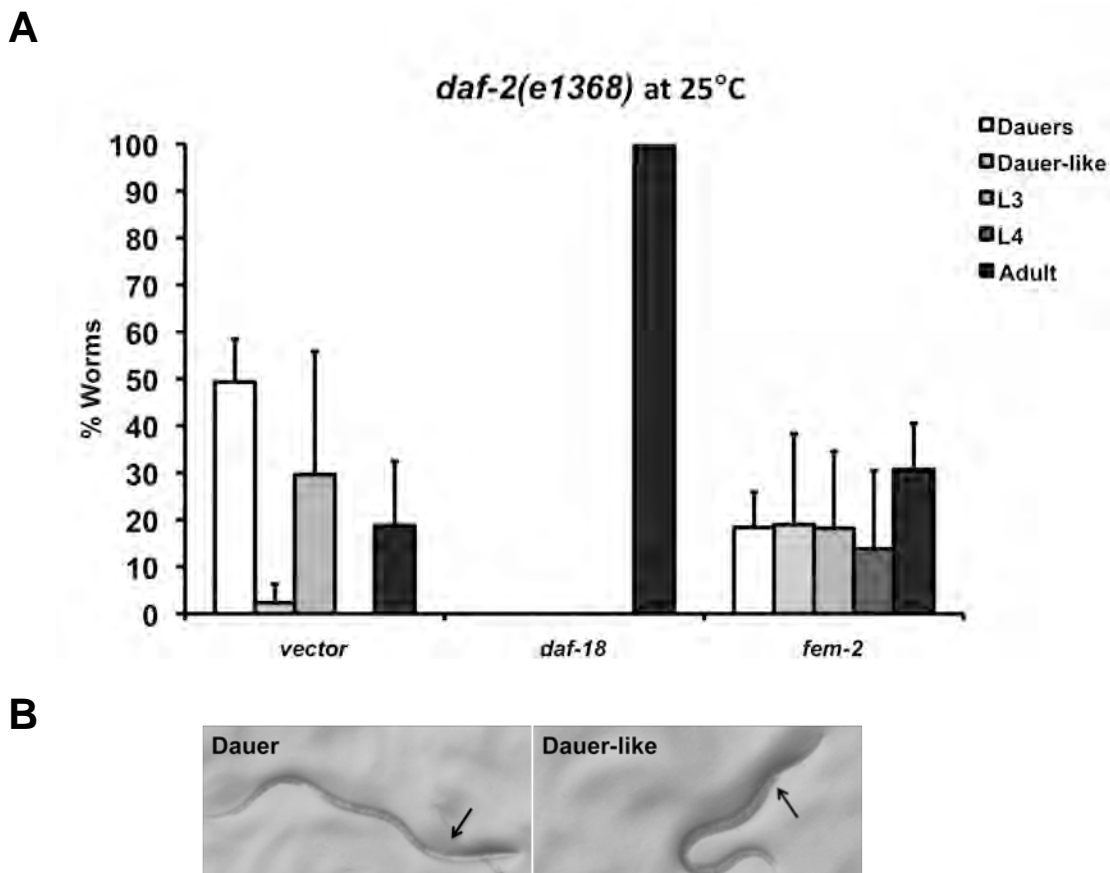 A
daf-2(e1368) at 25°C
Dauers
Dauer-like
L3
L4
Adult
100
90
80
70
60
50
40
30
20
10
0
% Worms
vector daf-18 fem-2
B
Dauer Dauer-like